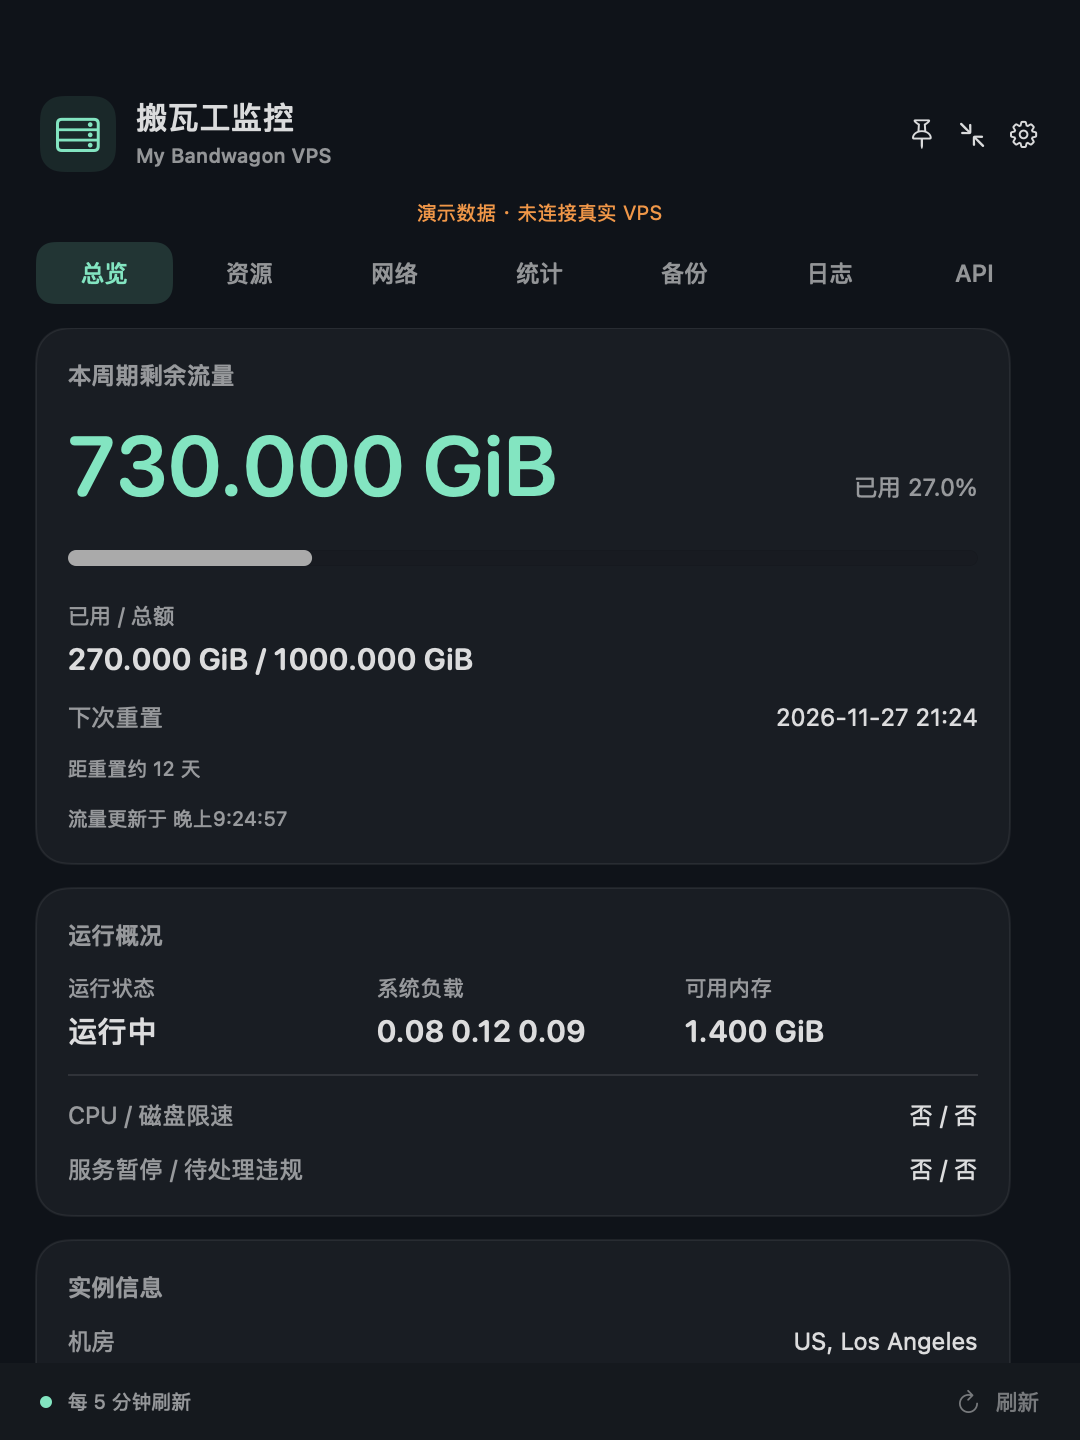 搬瓦工监控
My Bandwagon VPS
演示数据 · 未连接真实 VPS
总览 资源 网络 统计 备份 日志 API
本周期剩余流量
730.000 GiB
已用 27.0%
已用 / 总额
270.000 GiB / 1000.000 GiB
下次重置 2026-11-27 21:24
距重置约 12 天
流量更新于 晚上9:24:57
运行概况
运行状态 系统负载 可用内存
运行中 0.08 0.12 0.09 1.400 GiB
CPU / 磁盘限速 否 / 否
服务暂停 / 待处理违规 否 / 否
实例信息
机房 US, Los Angeles
每 5 分钟刷新 刷新